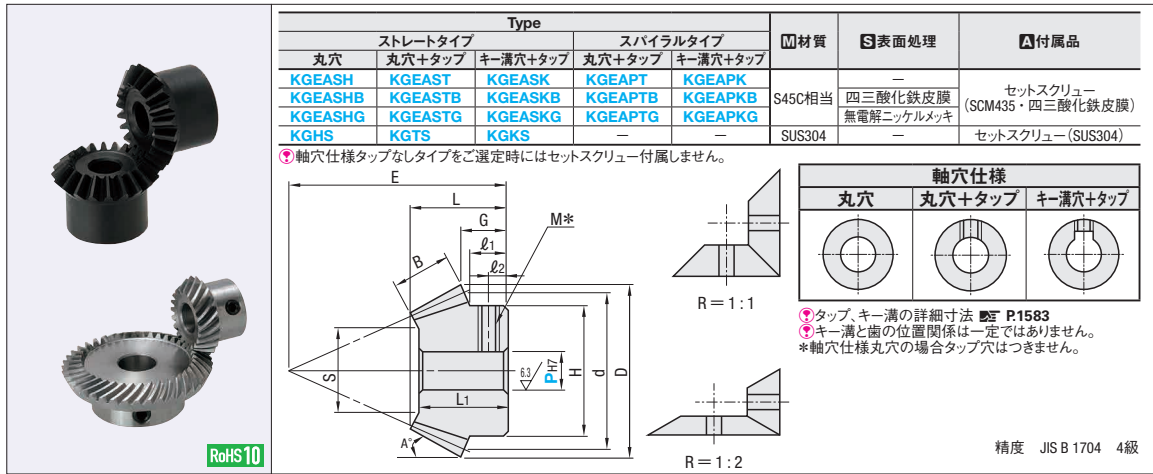 Type
ストレートタイプ スパイラルタイプ M材質 S表面処理 A付属品
丸穴 丸穴+タップ キー溝穴+タップ 丸穴+タップ キー溝穴+タップ
KGEASH KGEAST KGEASK KGEAPT KGEAPK S45C相当 － セットスクリュー
KGEASHB KGEASTB KGEASKB KGEAPTB KGEAPKB 四三酸化鉄皮膜 (SCM435・四三酸化鉄皮膜)
KGEASHG KGEASTG KGEASKG KGEAPTG KGEAPKG 無電解ニッケルメッキ
KGHS KGTS KGKS － － SUS304 － セットスクリュー(SUS304)
軸穴仕様タップなしタイプをご選定時にはセットスクリュー付属しません。
E
L
G M*
ℓ1
ℓ2
B
S
L1
6.3
PH7
H
d
D
A°
R＝1:1
R＝1:2
軸穴仕様
丸穴 丸穴+タップ キー溝穴+タップ
タップ、キー溝の詳細寸法 P.1583
キー溝と歯の位置関係は一定ではありません。
*軸穴仕様丸穴の場合タップ穴はつきません。
精度 JIS B 1704 4級
RoHS10